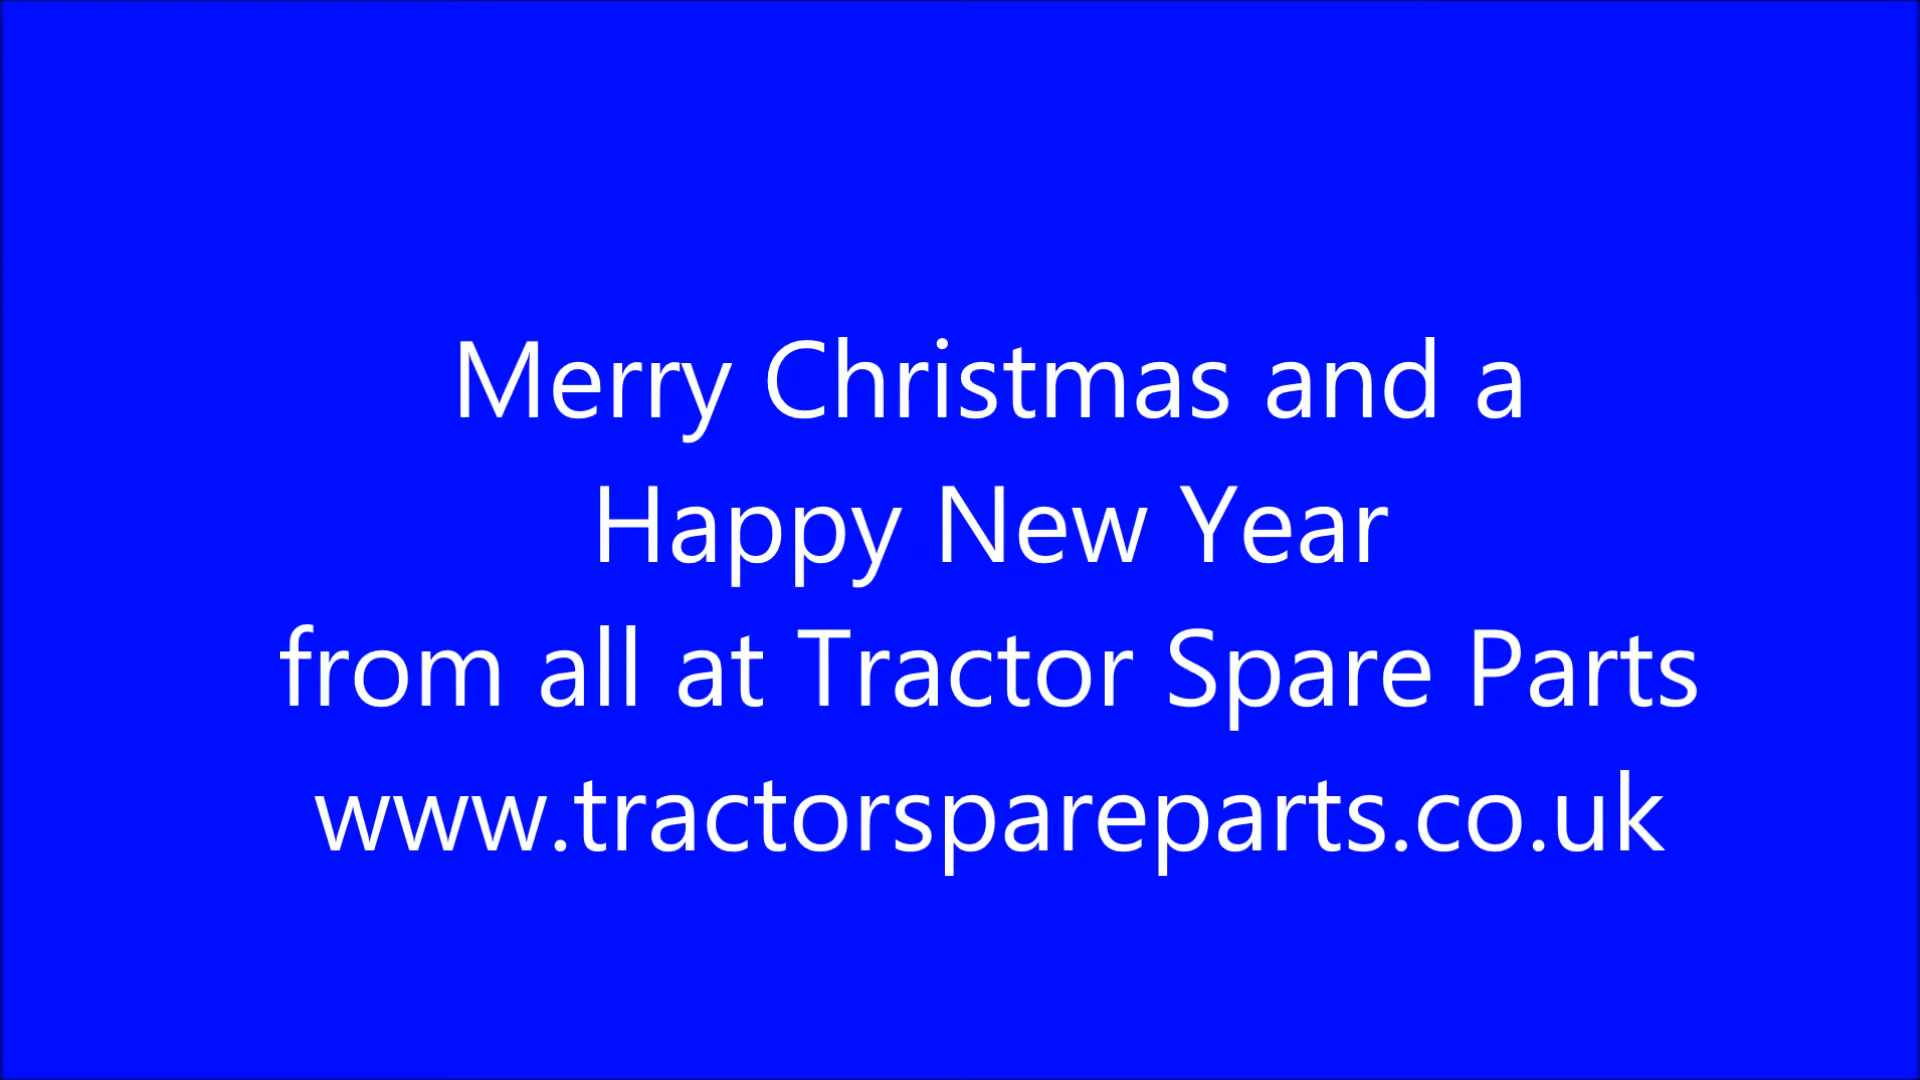 Merry Christmas and a
Happy New Year
from all at Tractor Spare Parts
www.tractorspareparts.co.uk